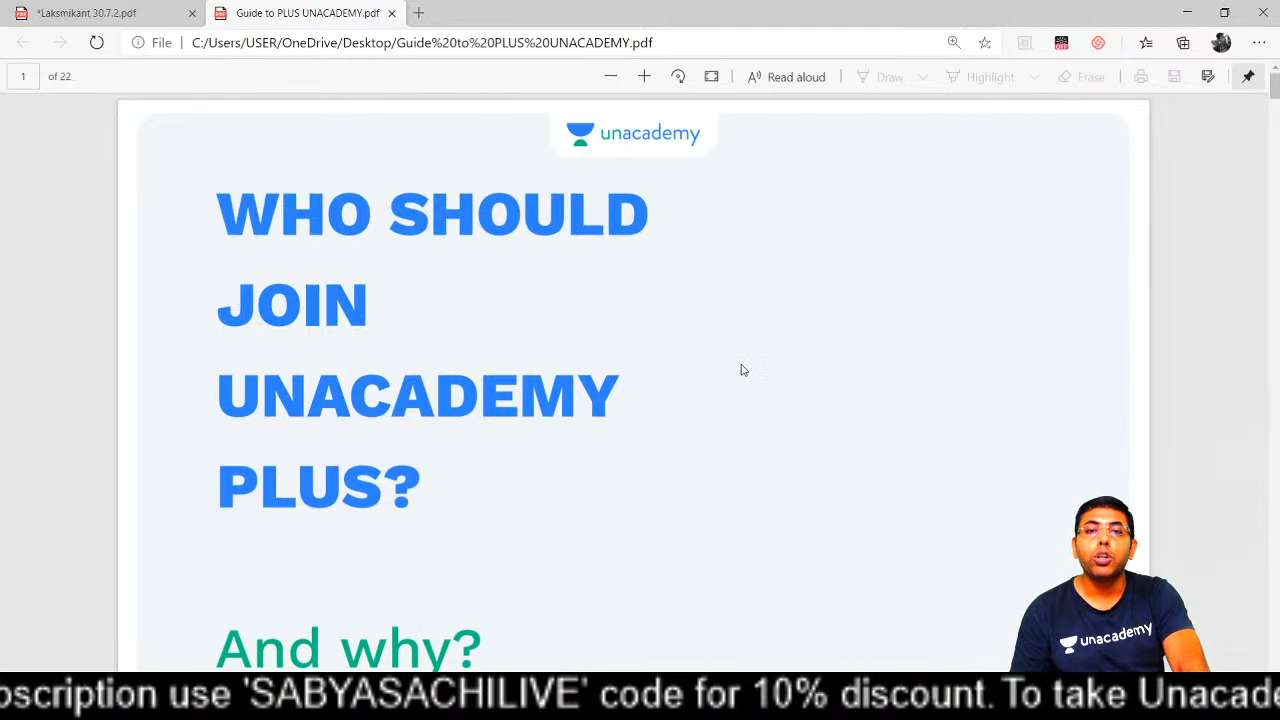 *Laksmikant 30.7.2.pdf
Guide to PLUS UNACADEMY.pdf
File
C:/Users/USER/OneDrive/Desktop/Guide%20to%20PLUS%20UNACADEMY.pdf
OFF
1 of 22
Read aloud
Draw
Highlight
Erase
unacademy
WHO SHOULD
JOIN
UNACADEMY
PLUS?
And why?
unacademy
oscription use 'SABYASACHILIVE' code for 10% discount. To take Unacade